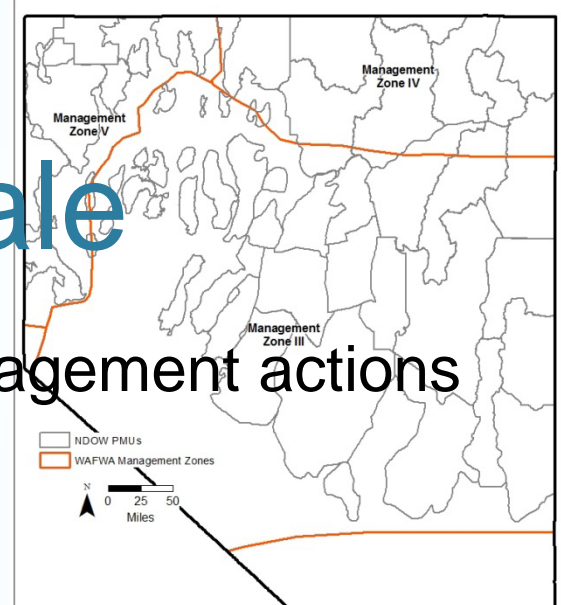 Management
Zone IV
Management
Zone V
ale
Management
Zone III
agement actions
NDOW PMUs
WAFWA Management Zones
N
0 25 50
Miles